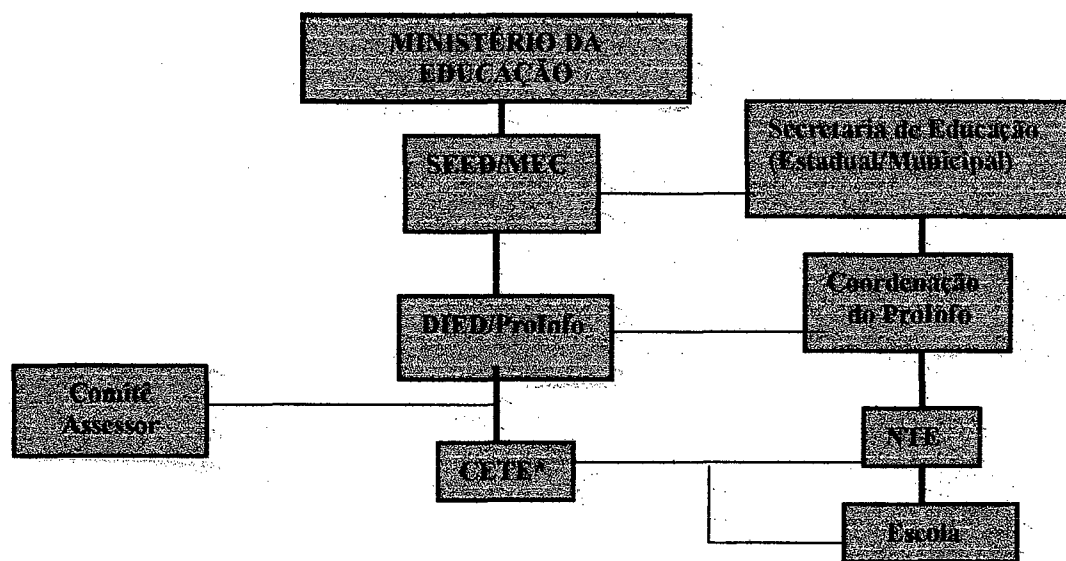 MINISTÉRIO DA
EDUCAÇÃO
SEED/MEC
Secretaria de Educação
(Estadual/Municipal)
DIED/ProInfo
Coordenação
do ProInfo
Comitê
Assessor
CETE*
NTE
Escola